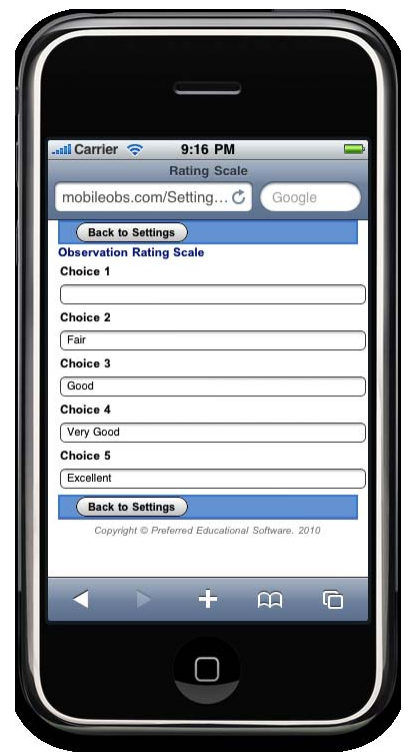 Carrier 9:16 PM
Rating Scale
mobileobs.com/Setting... Google
Back to Settings
Observation Rating Scale
Choice 1
Choice 2
Fair
Choice 3
Good
Choice 4
Very Good
Choice 5
Excellent
Back to Settings
Copyright © Preferred Educational Software. 2010